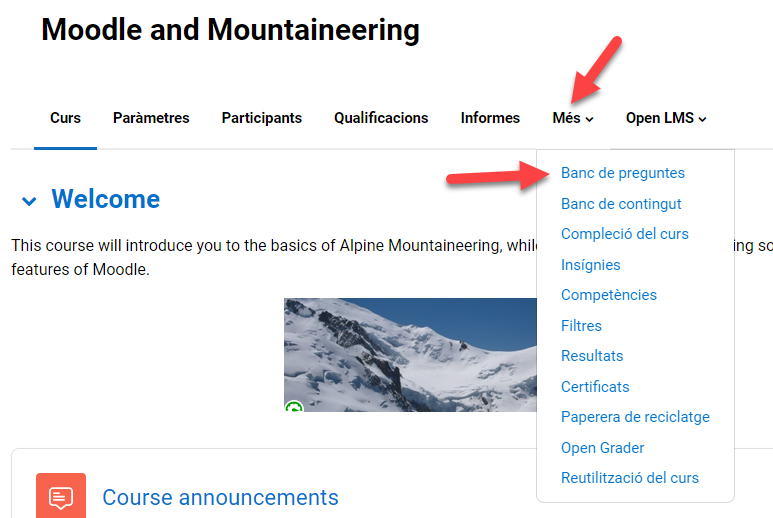 Moodle and Mountaineering
Curs Paràmetres Participants Qualificacions Informes Més Open LMS
Welcome
Banc de preguntes
Banc de contingut
This course will introduce you to the basics of Alpine Mountaineering, while
ing so
Compleció del curs
features of Moodle.
Insígnies
Competències
Filtres
Resultats
Certificats
Paperera de reciclatge
Open Grader
Reutilització del curs
Course announcements